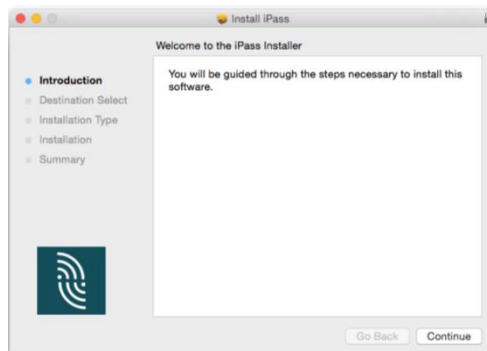 Install iPass
Welcome to the iPass Installer
Introduction
Destination Select
Installation Type
Installation
Summary
You will be guided through the steps necessary to install this
software.
Go Back
Continue